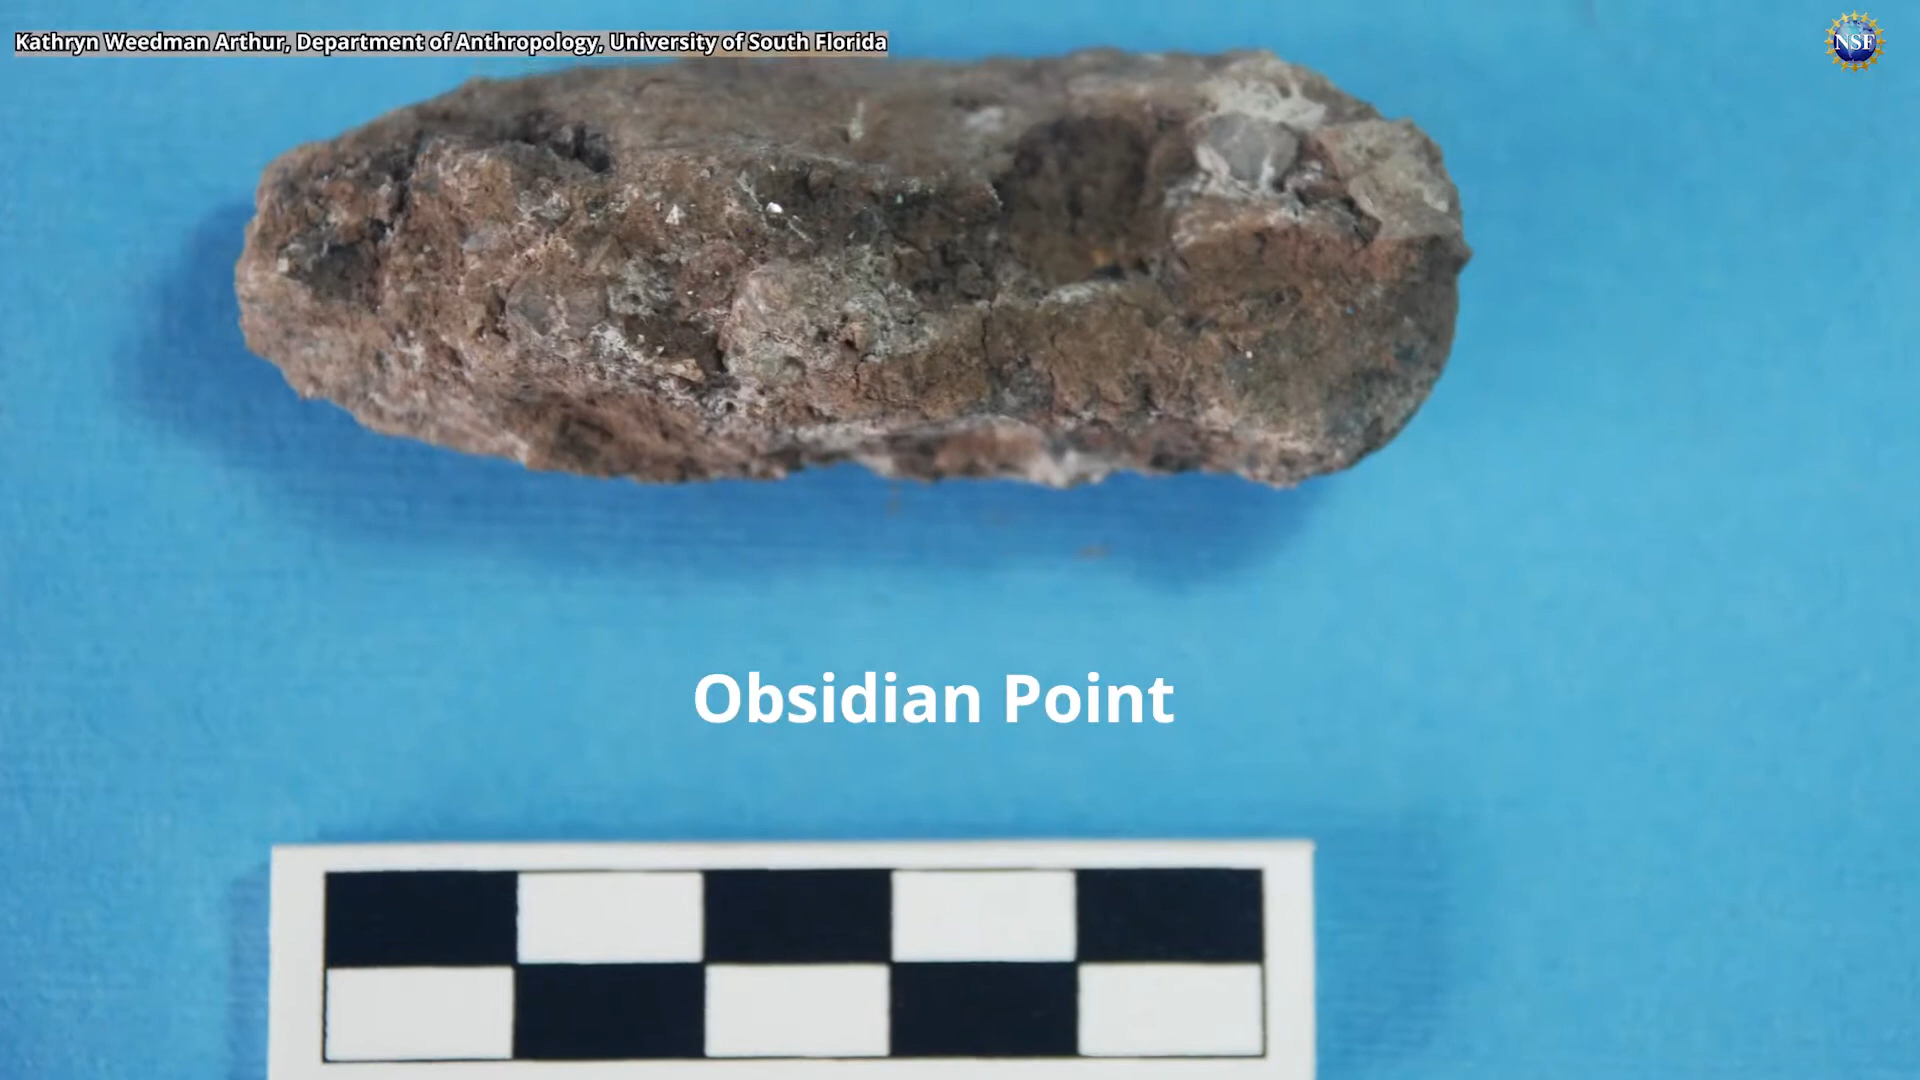 Kathryn Weedman Arthur, Department of Anthropology, University of South Florida
NSF
Obsidian Point